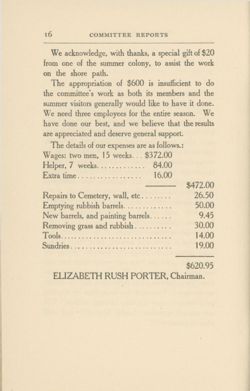 16 COMMITTEE REPORTS
We acknowledge, with thanks, a special gift of $20
from one of the summer colony, to assist the work
on the shore path.
The appropriation of $600 is insufficient to do
the committee's work as both its members and the
summer visitors generally would like to have it done.
We need three employees for the entire season. We
have done our best, and we believe that the results
are appreciated and deserve general support.
The details of our expenses are as follows.:
Wages: two men, 15 weeks... $372.00
Helper, 7 weeks............ 84.00
Extra time................. 16.00
$472.00
Repairs to Cemetery, wall, etc........ 26.50
Emptying rubbish barrels............. 50.00
New barrels, and painting barrels...... 9.45
Removing grass and rubbish.......... 30.00
Tools.............................. 14.00
Sundries............................ 19.00
$620.95
ELIZABETH RUSH PORTER, Chairman.